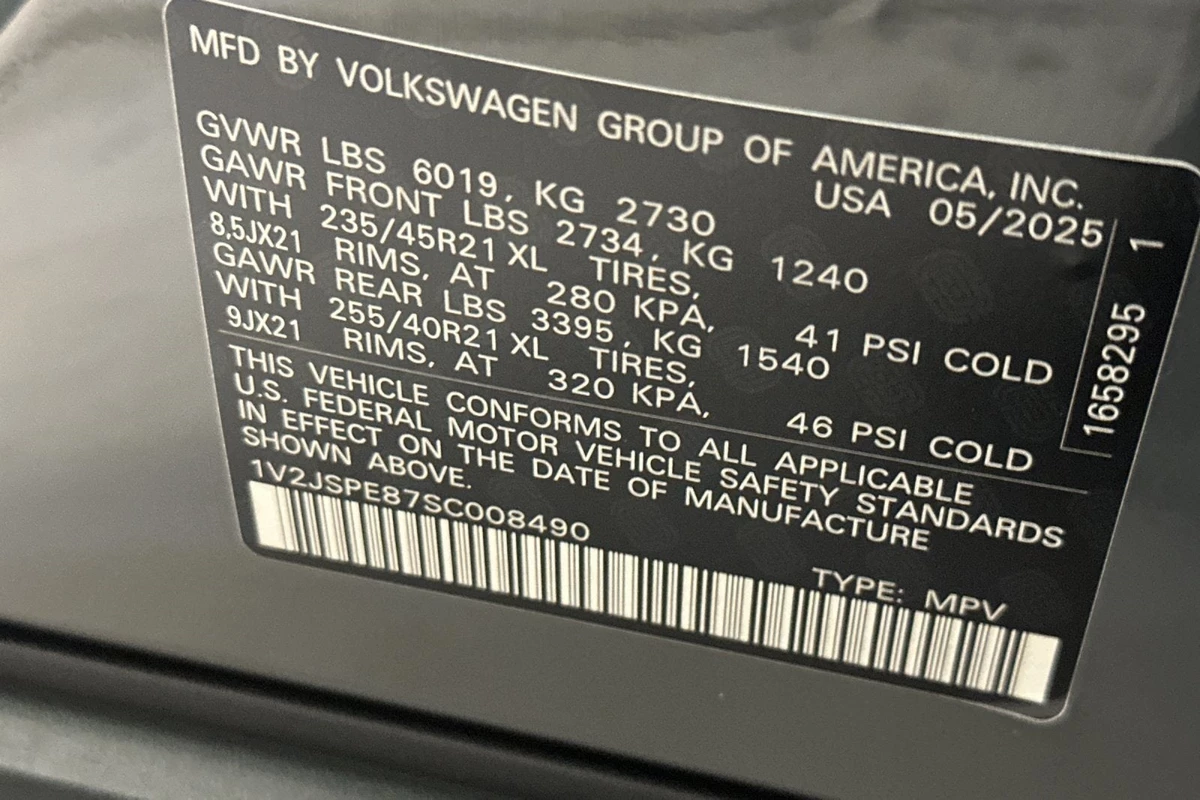 MFD BY VOLKSWAGEN GROUP OF AMERICA, INC.
USA 05/2025
GVWR LBS 6019, KG 2730
GAWR FRONT LBS 2734, KG 1240
WITH 235/45R21 XL TIRES,
8,5JX21 RIMS, AT 280 KPA, 41 PSI COLD
GAWR REAR LBS 3395, KG 1540
WITH 255/40R21 XL TIRES,
9JX21 RIMS, AT 320 KPA, 46 PSI COLD
THIS VEHICLE CONFORMS TO ALL APPLICABLE
U.S. FEDERAL MOTOR VEHICLE SAFETY STANDARDS
IN EFFECT ON THE DATE OF MANUFACTURE
SHOWN ABOVE.
1V2JSPE87SC008490
TYPE: MPV
1658295 1